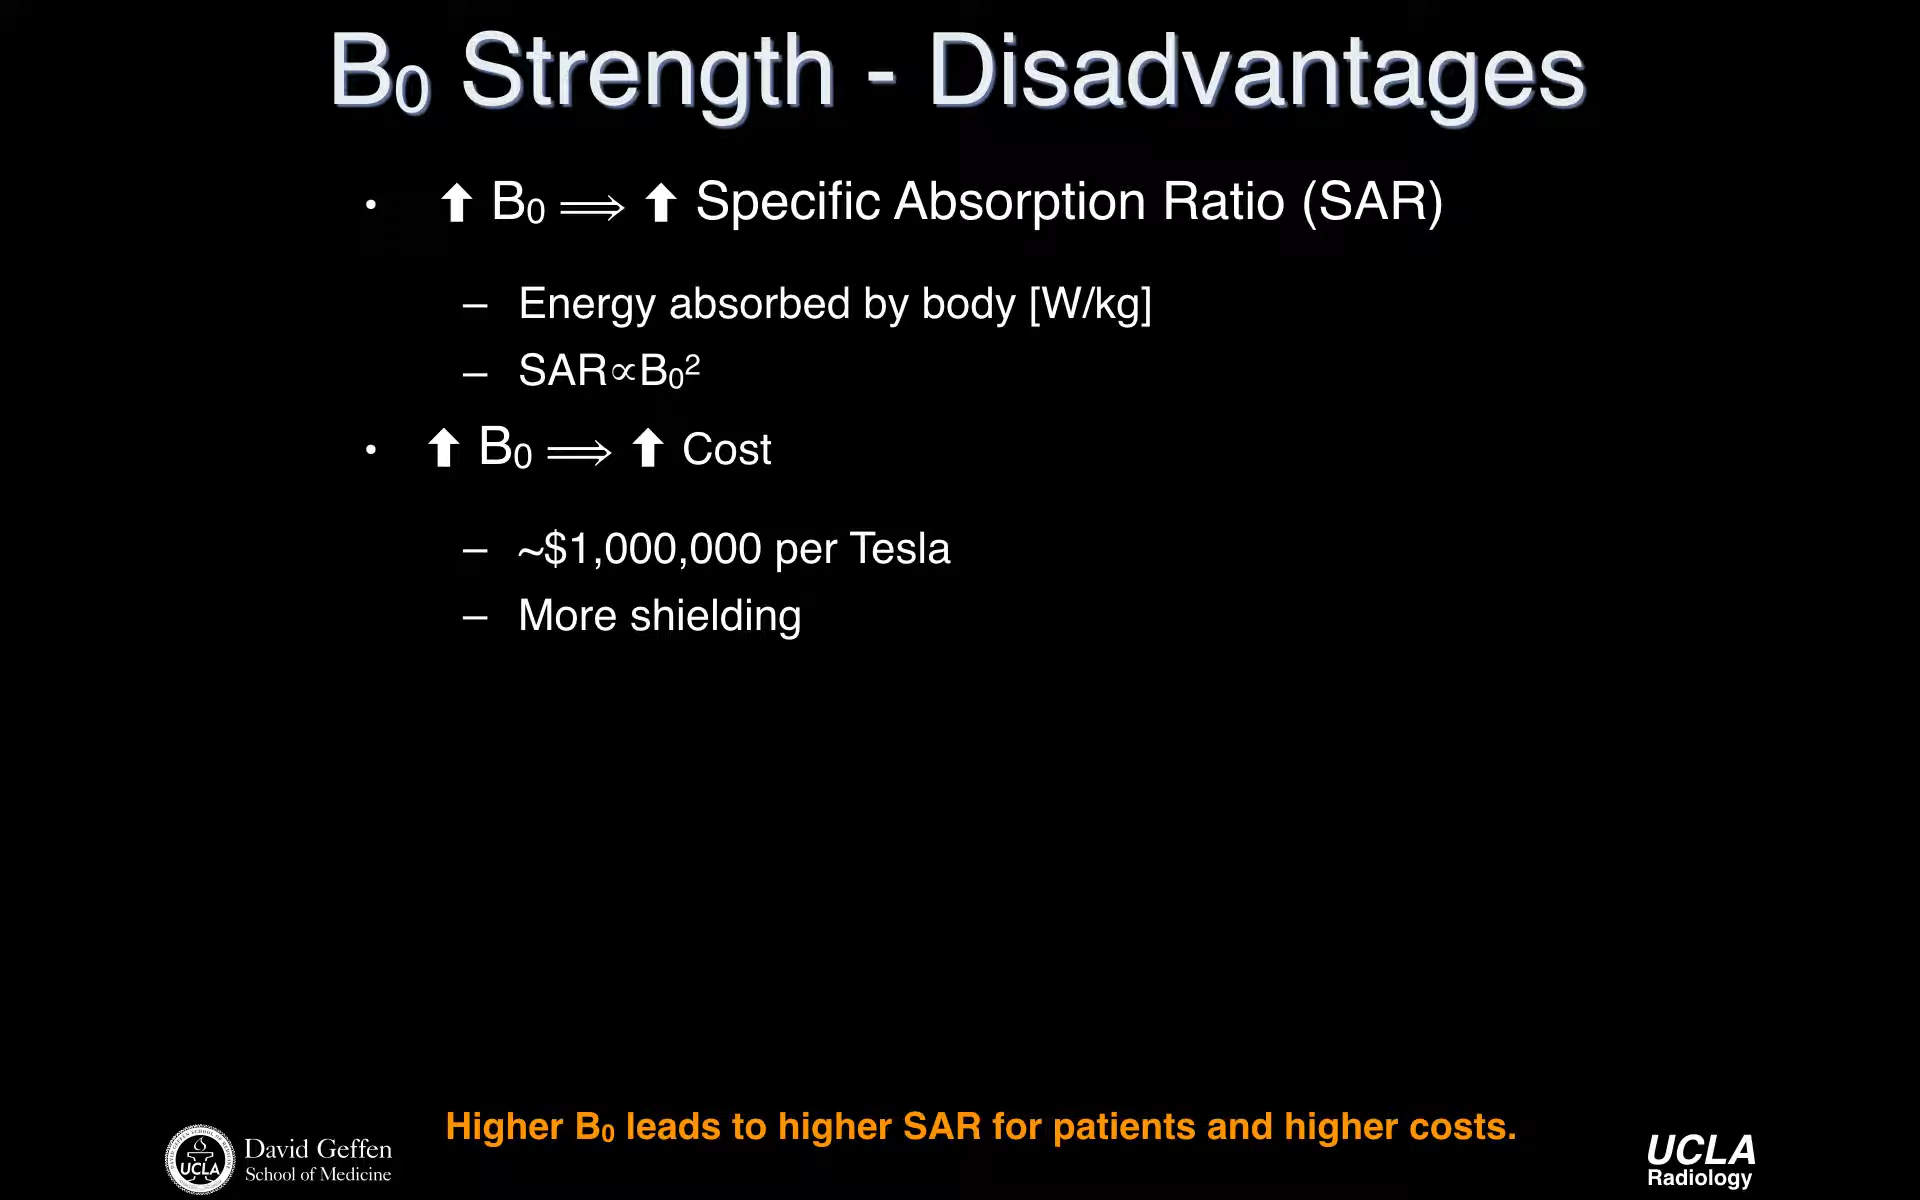 B₀ Strength - Disadvantages
• ⬆ B₀ ⟹ ⬆ Specific Absorption Ratio (SAR)
– Energy absorbed by body [W/kg]
– SAR∝B₀²
• ⬆ B₀ ⟹ ⬆ Cost
– ~$1,000,000 per Tesla
– More shielding
Higher B₀ leads to higher SAR for patients and higher costs.
UCLA
David Geffen
School of Medicine
UCLA
Radiology